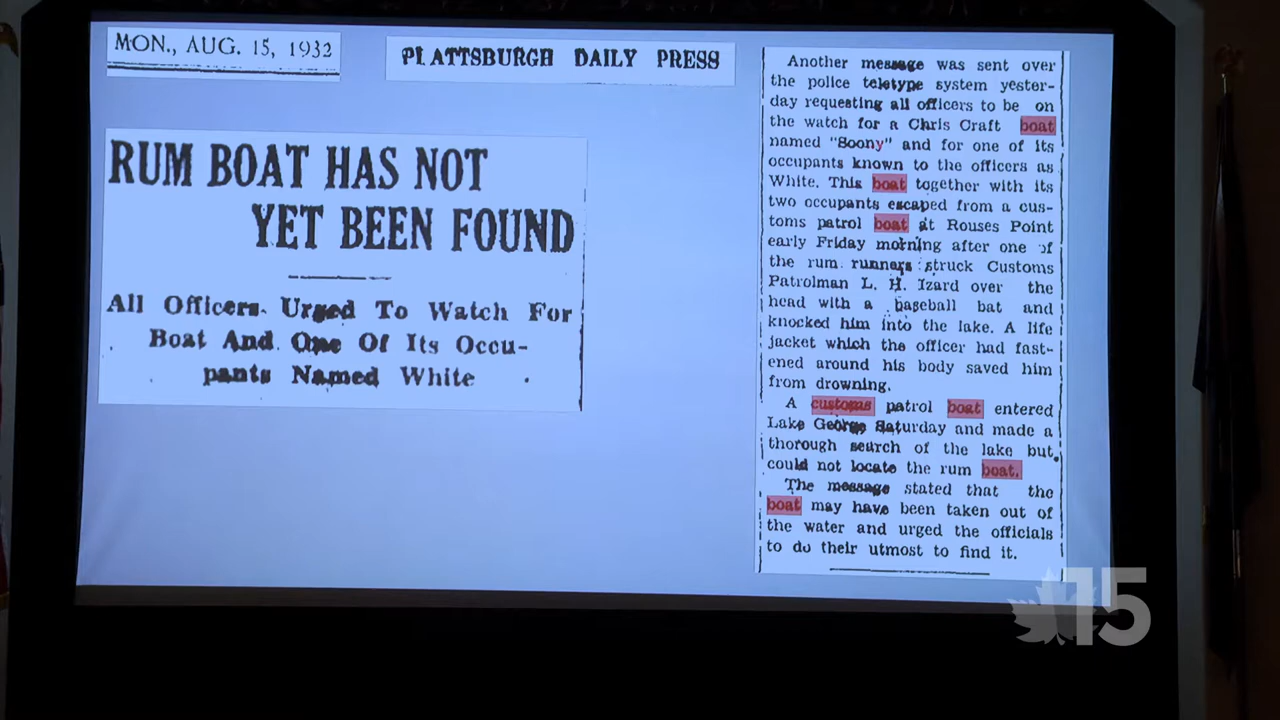 MON., AUG. 15, 1932
PLATTSBURGH DAILY PRESS
RUM BOAT HAS NOT
YET BEEN FOUND
All Officers Urged To Watch For
Boat And One Of Its Occu-
pants Named White
Another message was sent over
the police teletype system yester-
day requesting all officers to be on
the watch for a Chris Craft boat
named "Soony" and for one of its
occupants known to the officers as
White. This boat together with its
two occupants escaped from a cus-
toms patrol boat at Rouses Point
early Friday morning after one of
the rum runners struck Customs
Patrolman L. H. Izard over the
head with a baseball bat and
knocked him into the lake. A life
jacket which the officer had fast-
ened around his body saved him
from drowning.
A customs patrol boat entered
Lake George Saturday and made a
thorough search of the lake but
could not locate the rum boat.
The message stated that the
boat may have been taken out of
the water and urged the officials
to do their utmost to find it.
15